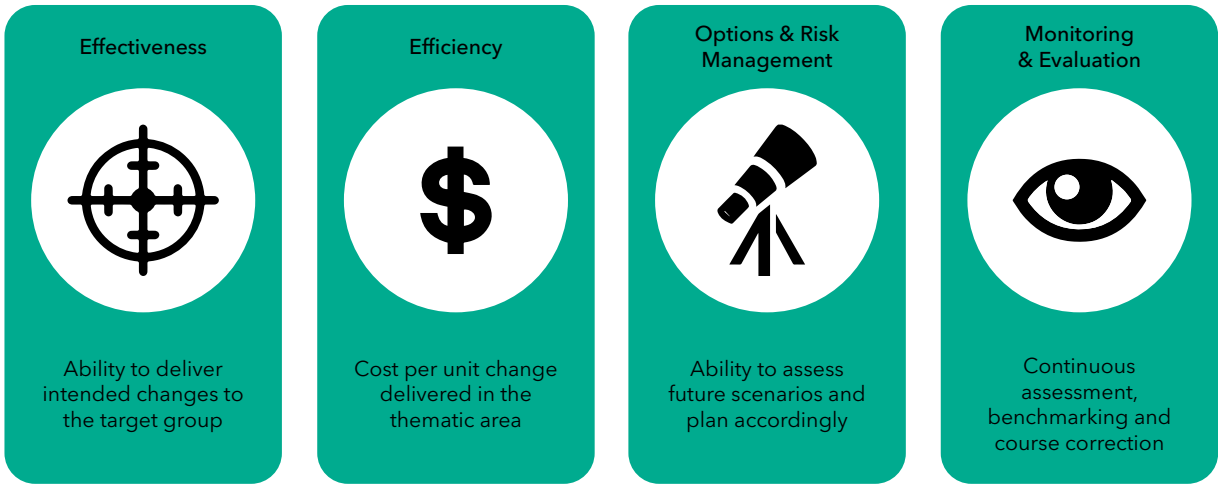 Effectiveness
Ability to deliver
intended changes to
the target group
Efficiency
$
Cost per unit change
delivered in the
thematic area
Options & Risk
Management
Ability to assess
future scenarios and
plan accordingly
Monitoring
& Evaluation
Continuous
assessment,
benchmarking and
course correction